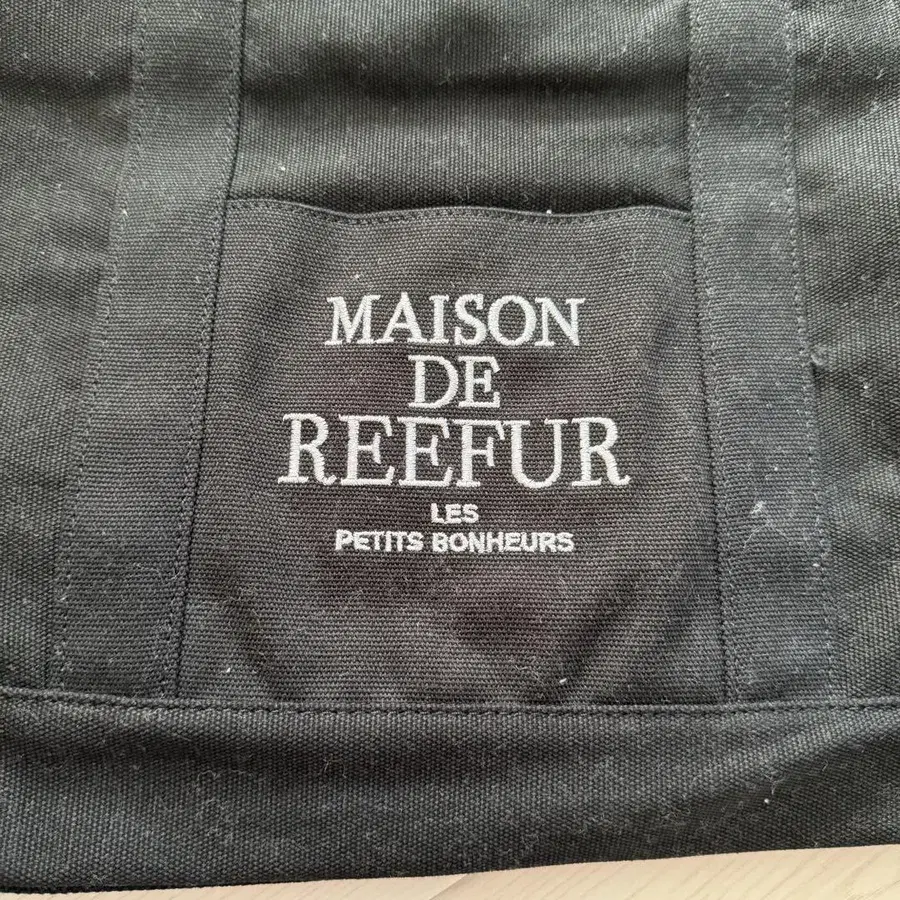 MAISON
DE
REEFUR
LES
PETITS BONHEURS